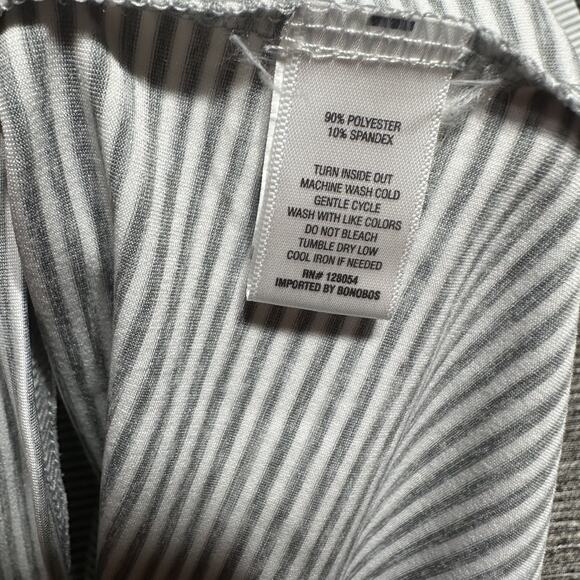 90% POLYESTER
10% SPANDEX
TURN INSIDE OUT
MACHINE WASH COLD
GENTLE CYCLE
WASH WITH LIKE COLORS
DO NOT BLEACH
TUMBLE DRY LOW
COOL IRON IF NEEDED
RN# 128054
IMPORTED BY BONOBOS